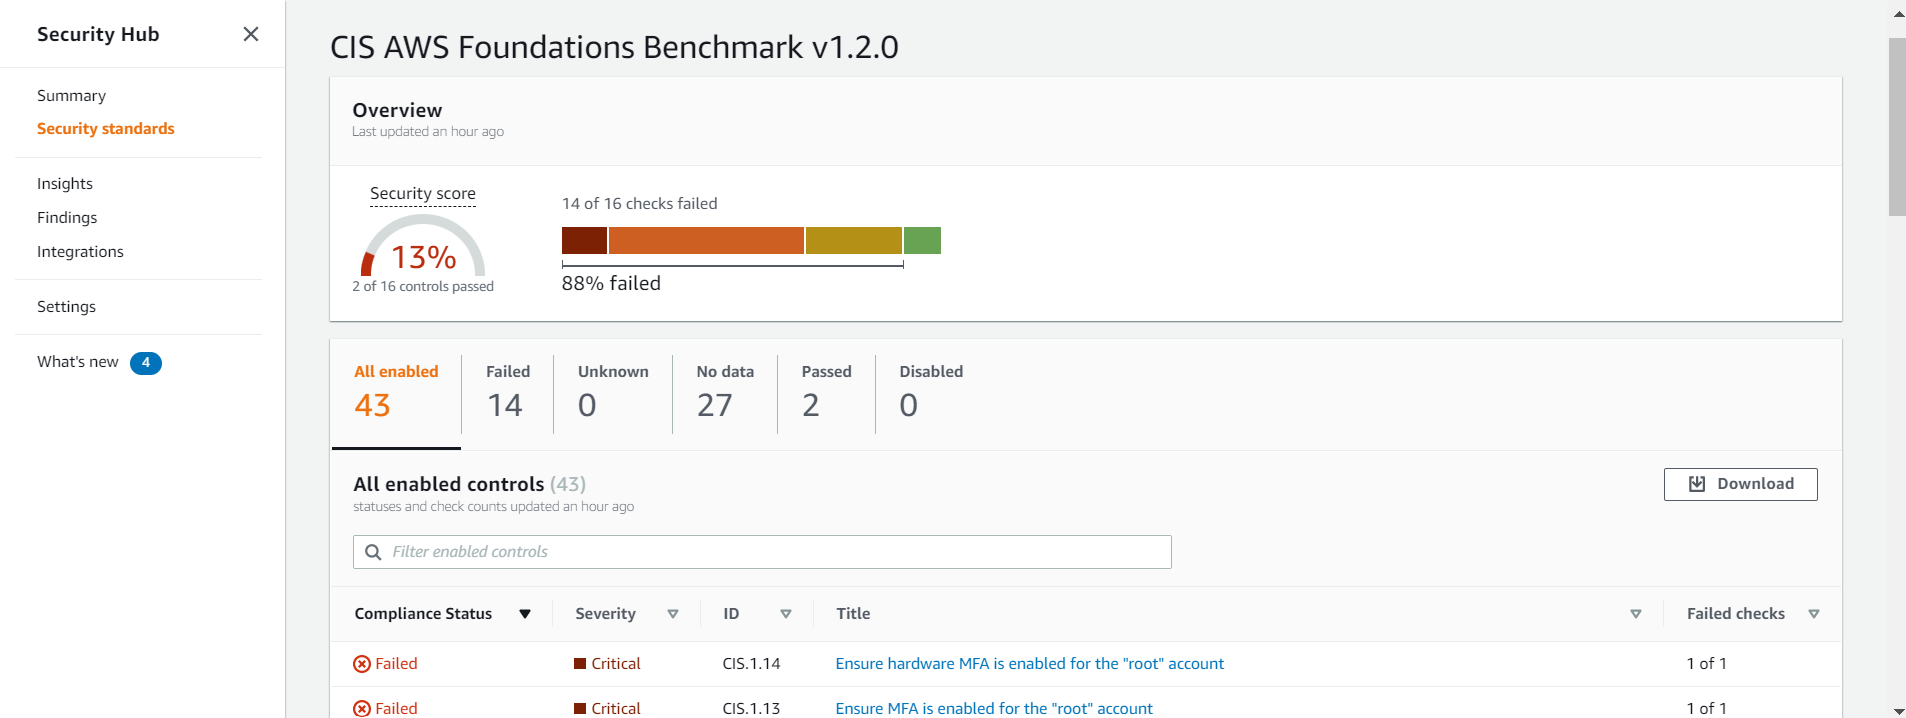 Security Hub
Summary
Security standards
Insights
Findings
Integrations
Settings
What's new 4
CIS AWS Foundations Benchmark v1.2.0
Overview
Last updated an hour ago
Security score
13%
2 of 16 controls passed
14 of 16 checks failed
88% failed
All enabled Failed Unknown No data Passed Disabled
43 14 0 27 2 0
All enabled controls (43)
statuses and check counts updated an hour ago
Download
Filter enabled controls
Compliance Status Severity ID Title Failed checks
Failed Critical CIS.1.14 Ensure hardware MFA is enabled for the "root" account 1 of 1
Failed Critical CIS.1.13 Ensure MFA is enabled for the "root" account 1 of 1